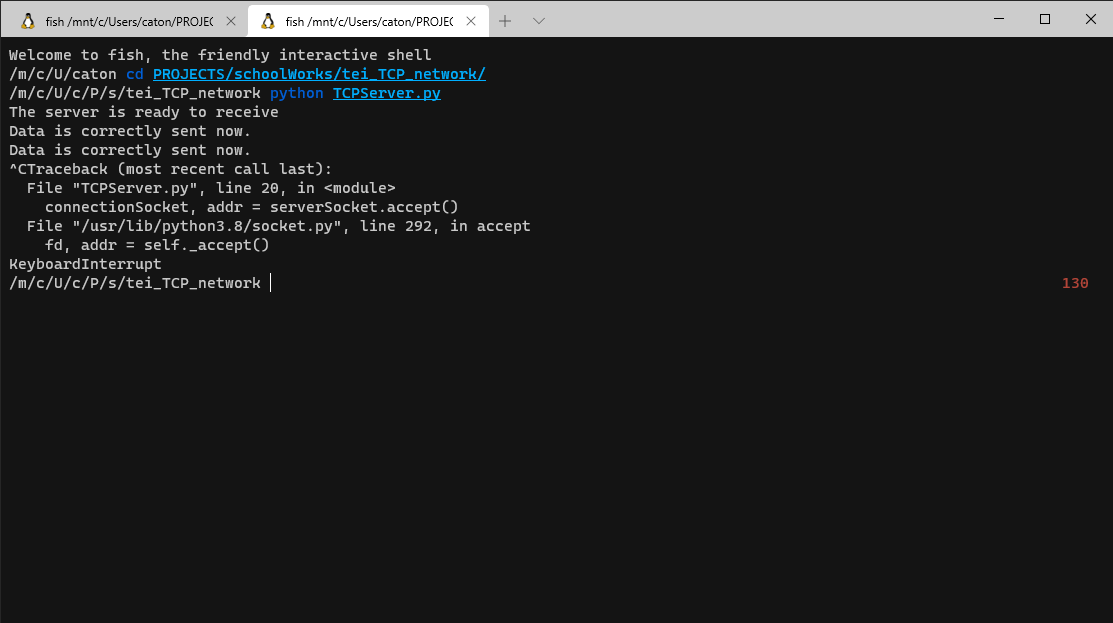 fish /mnt/c/Users/caton/PROJEC
fish /mnt/c/Users/caton/PROJEC
Welcome to fish, the friendly interactive shell
/m/c/U/caton cd PROJECTS/schoolWorks/tei_TCP_network/
/m/c/U/c/P/s/tei_TCP_network python TCPServer.py
The server is ready to receive
Data is correctly sent now.
Data is correctly sent now.
^CTraceback (most recent call last):
  File "TCPServer.py", line 20, in <module>
    connectionSocket, addr = serverSocket.accept()
  File "/usr/lib/python3.8/socket.py", line 292, in accept
    fd, addr = self._accept()
KeyboardInterrupt
/m/c/U/c/P/s/tei_TCP_network 130